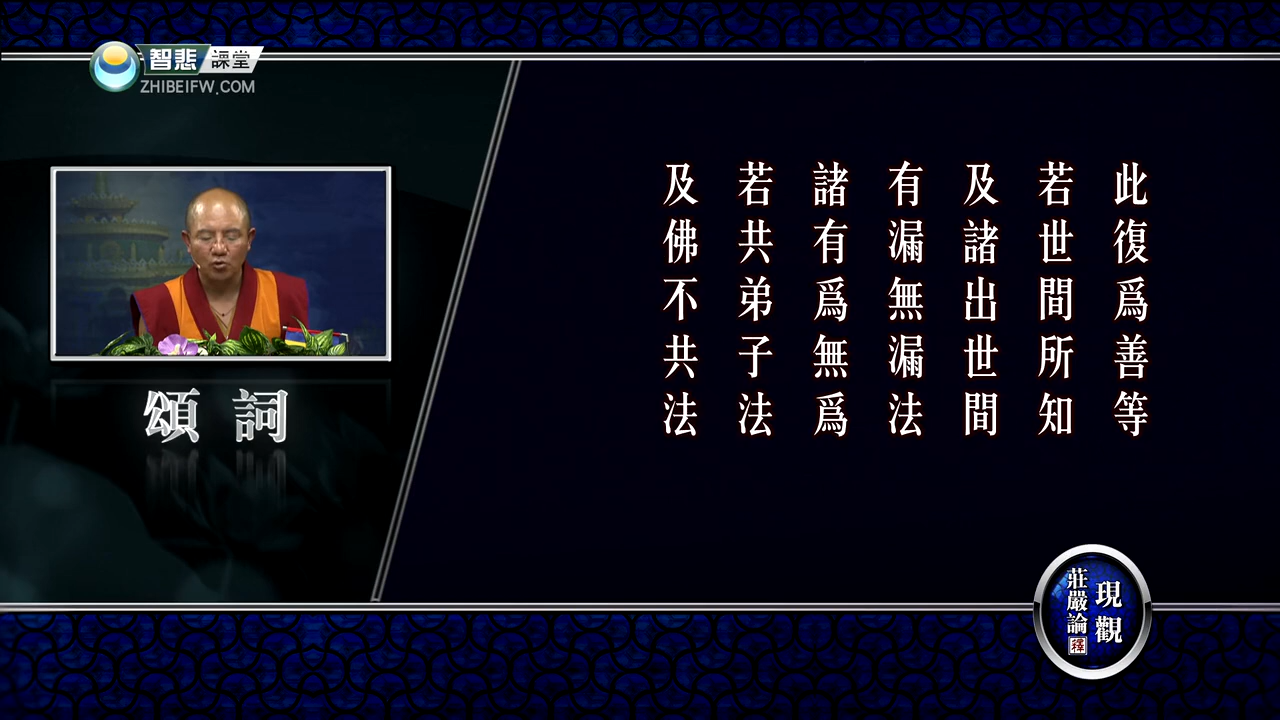 智悲 課堂
ZHIBEIFW.COM
頌詞
此復爲善等
若世間所知
及諸出世間
有漏無漏法
諸有爲無爲
若共弟子法
及佛不共法
現觀
莊嚴論釋